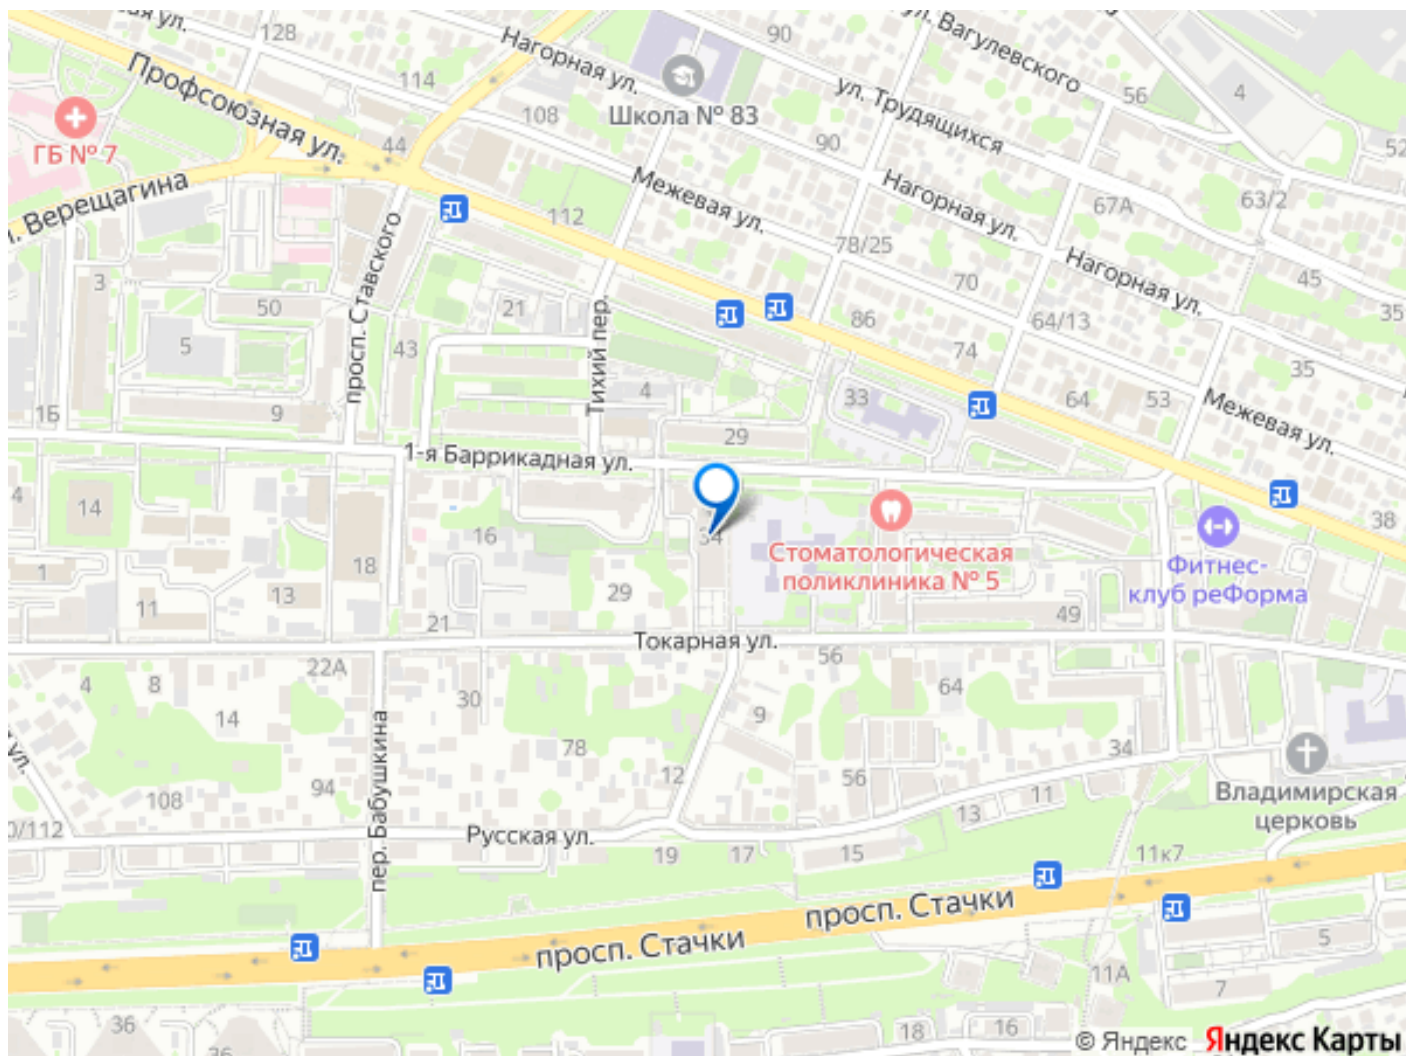 ая ул.
128
Нагорная ул.
90
ул. Вагулевского
4
Профсоюзная ул.
114
Школа № 83
108
ул. Трудящихся
56
52
ГБ № 7
44
90
л. Верещагина
Межевая ул.
Нагорная ул.
67А
63/2
112
78/25
Нагорная ул.
3
50
21
70
45
просп. Ставского
Тихий пер.
86
64/13
35
5
43
74
35
4
33
64
53
1Б
9
Межевая ул.
29
1-я Баррикадная ул.
4
14
16
34
38
Стоматологическая
поликлиника № 5
Фитнес-
клуб реФорма
1
18
11
13
29
49
21
Токарная ул.
22А
56
4
8
30
64
14
9
пер. Бабушкина
ул.
78
34
12
56
94
108
Владимирская
церковь
13
11
0/112
Русская ул.
19
17
15
11к7
просп. Стачки
просп. Стачки
5
11А
7
36
18
16
36
© Яндекс Яндекс Карты